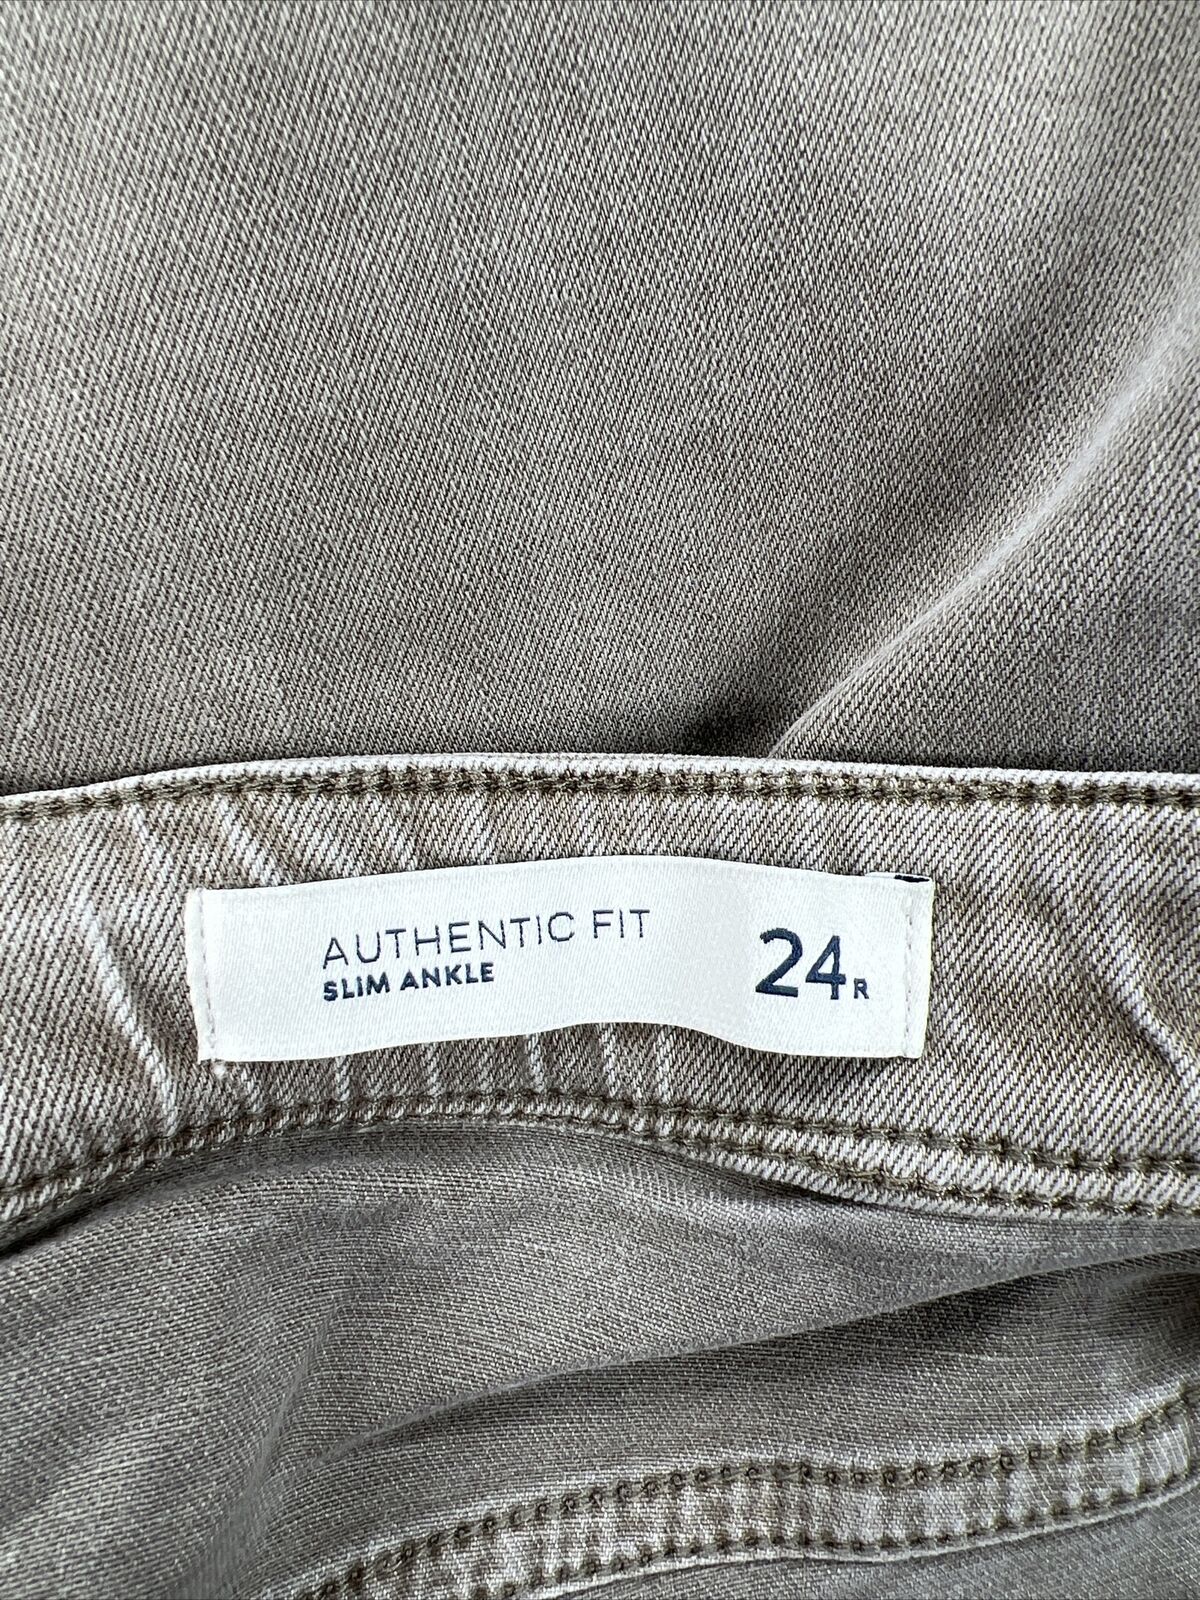 AUTHENTIC FIT
SLIM ANKLE
24R